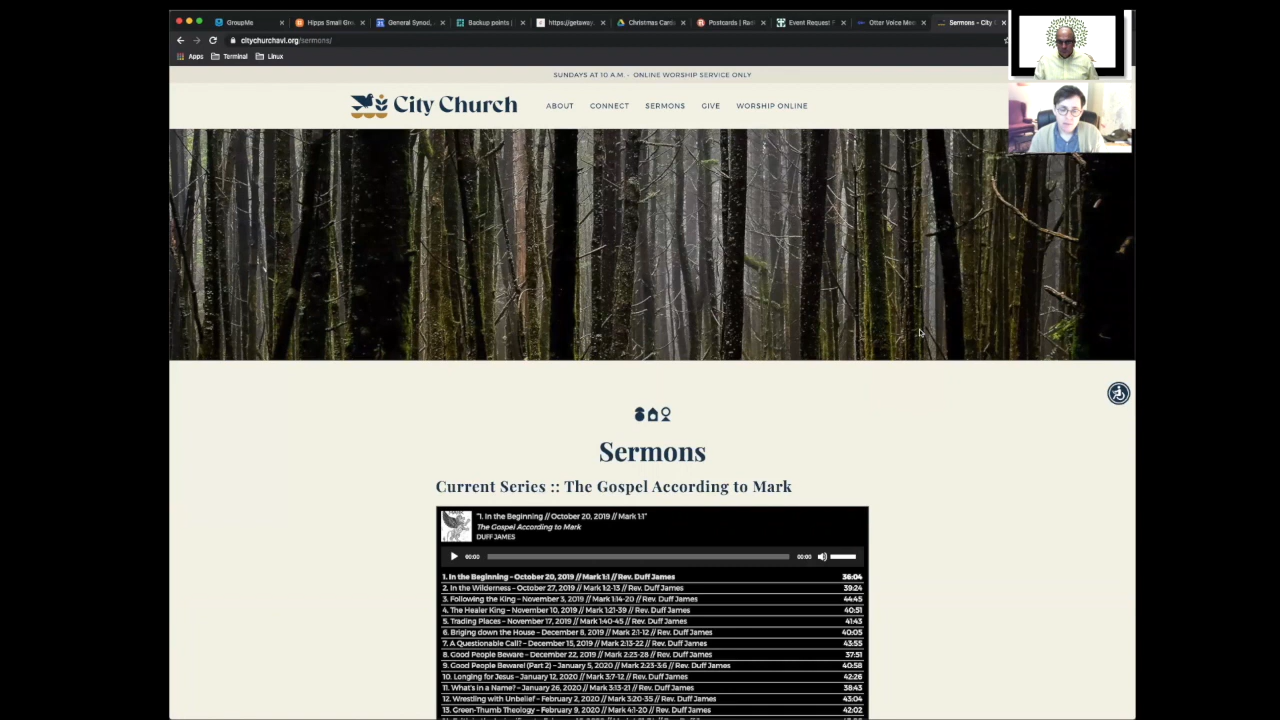 GroupMe
Hipps Small Gro
General Synod,
Backup points |
https://getaway.
Christmas Cards
Postcards | Ra
Event Request F
Otter Voice Mee
Sermons – City
citychurchavl.org/sermons/
Apps
Terminal
Linux
SUNDAYS AT 10 A.M. - ONLINE WORSHIP SERVICE ONLY
City Church
ABOUT
CONNECT
SERMONS
GIVE
WORSHIP ONLINE
Sermons
Current Series :: The Gospel According to Mark
"1. In the Beginning // October 20, 2019 // Mark 1:1"
The Gospel According to Mark
DUFF JAMES
00:00
00:00
1. In the Beginning – October 20, 2019 // Mark 1:1 // Rev. Duff James 36:04
2. In the Wilderness – October 27, 2019 // Mark 1:2-13 // Rev. Duff James 39:24
3. Following the King – November 3, 2019 // Mark 1:14-20 // Rev. Duff James 44:45
4. The Healer King – November 10, 2019 // Mark 1:21-39 // Rev. Duff James 40:51
5. Trading Places – November 17, 2019 // Mark 1:40-45 // Rev. Duff James 41:43
6. Briging down the House – December 8, 2019 // Mark 2:1-12 // Rev. Duff James 40:05
7. A Questionable Call? – December 15, 2019 // Mark 2:13-22 // Rev. Duff James 43:55
8. Good People Beware – December 22, 2019 // Mark 2:23-28 // Rev. Duff James 37:51
9. Good People Beware! (Part 2) – January 5, 2020 // Mark 2:23-3:6 // Rev. Duff James 40:58
10. Longing for Jesus – January 12, 2020 // Mark 3:7-12 // Rev. Duff James 42:26
11. What's in a Name? – January 26, 2020 // Mark 3:13-21 // Rev. Duff James 38:43
12. Wrestling with Unbelief – February 2, 2020 // Mark 3:20-35 // Rev. Duff James 43:04
13. Green-Thumb Theology – February 9, 2020 // Mark 4:1-20 // Rev. Duff James 42:02